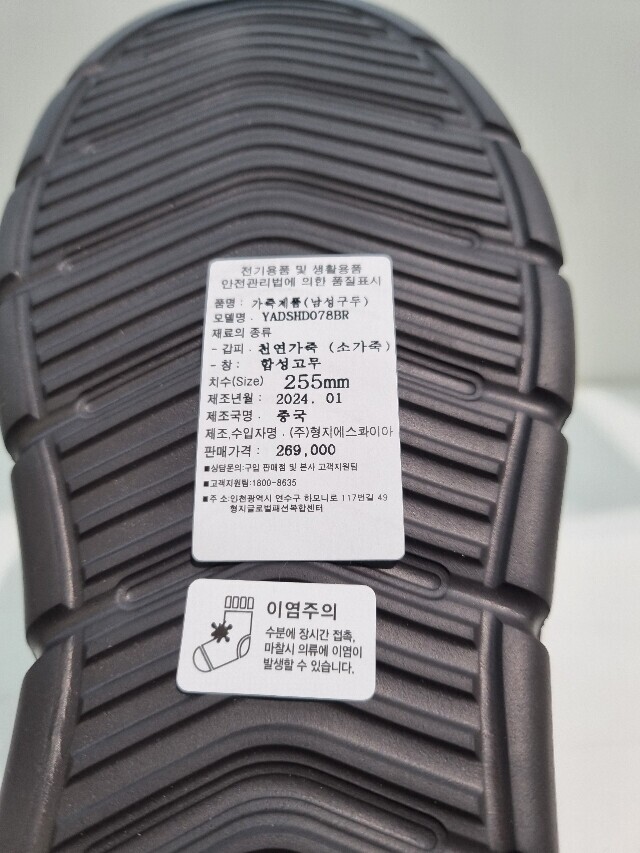 전기용품 및 생활용품
안전관리법에 의한 품질표시
품명 : 가죽제품(남성구두)
모델명 . YADSHD078BR
재료의 종류
- 갑피 . 천연가죽 (소가죽)
- 창 : 합성고무
치수(Size) 255mm
제조년월 : 2024. 01
제조국명 . 중국
제조,수입자명 . (주)형지에스콰이아
판매가격 : 269,000
■상담문의:구입 판매점 및 본사 고객지원팀
■고객지원팀:1800-8635
■주 소:인천광역시 연수구 하모니로 117번길 49
형지글로벌패션복합센터
이염주의
수분에 장시간 접촉,
마찰시 의류에 이염이
발생할 수 있습니다.